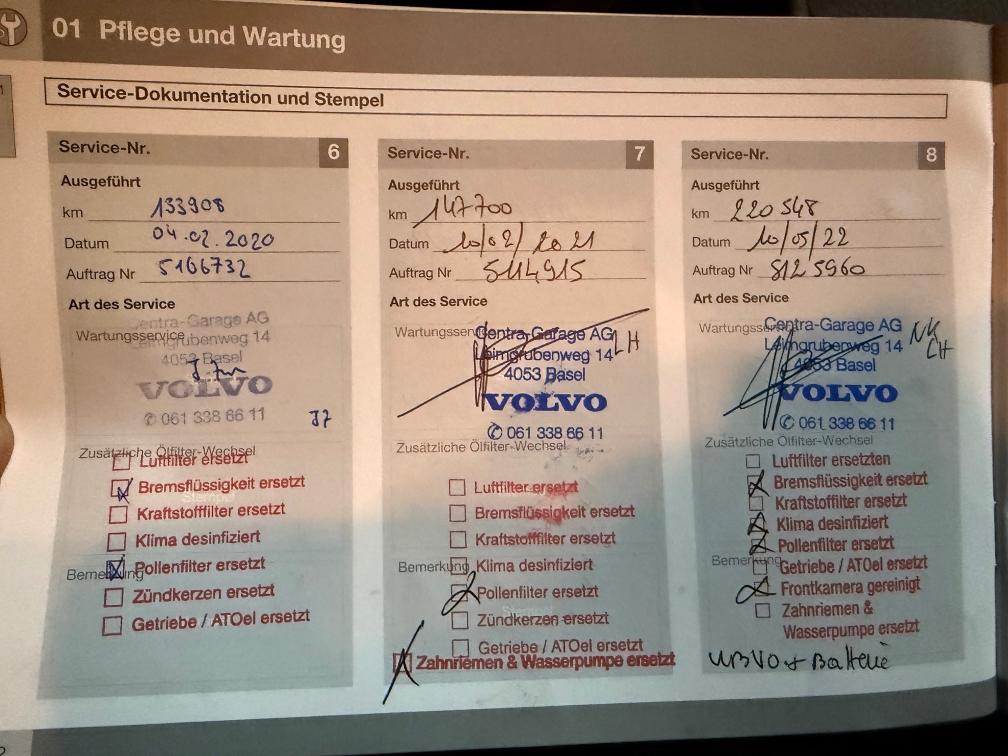 01 Pflege und Wartung
Service-Dokumentation und Stempel
Service-Nr. 6
Ausgeführt
km 133908
Datum 04.02.2020
Auftrag Nr 5166732
Art des Service
Wartungsservice
Centra-Garage AG
Leimgrubenweg 14
4053 Basel
VOLVO
✆ 061 338 66 11
Zusätzliche Ölfilter-Wechsel
Luftfilter ersetzt
Bremsflüssigkeit ersetzt
Kraftstofffilter ersetzt
Klima desinfiziert
Pollenfilter ersetzt
Bemerkung
Zündkerzen ersetzt
Getriebe / ATOel ersetzt
Service-Nr. 7
Ausgeführt
km 147700
Datum 10/02/2021
Auftrag Nr 5114915
Art des Service
Wartungsservice
Centra-Garage AG
Leimgrubenweg 14 LH
4053 Basel
VOLVO
✆ 061 338 66 11
Zusätzliche Ölfilter-Wechsel
Luftfilter ersetzt
Bremsflüssigkeit ersetzt
Kraftstofffilter ersetzt
Bemerkung
Klima desinfiziert
Pollenfilter ersetzt
Zündkerzen ersetzt
Getriebe / ATOel ersetzt
Zahnriemen & Wasserpumpe ersetzt
Service-Nr. 8
Ausgeführt
km 220548
Datum 10/05/22
Auftrag Nr 8125960
Art des Service
Wartungsservice
Centra-Garage AG
Leimgrubenweg 14
4053 Basel
VOLVO
✆ 061 338 66 11
Zusätzliche Ölfilter-Wechsel
Luftfilter ersetzten
Bremsflüssigkeit ersetzt
Kraftstofffilter ersetzt
Klima desinfiziert
Pollenfilter ersetzt
Bemerkung
Getriebe / ATOel ersetzt
Frontkamera gereinigt
Zahnriemen &
Wasserpumpe ersetzt
+ Batterie